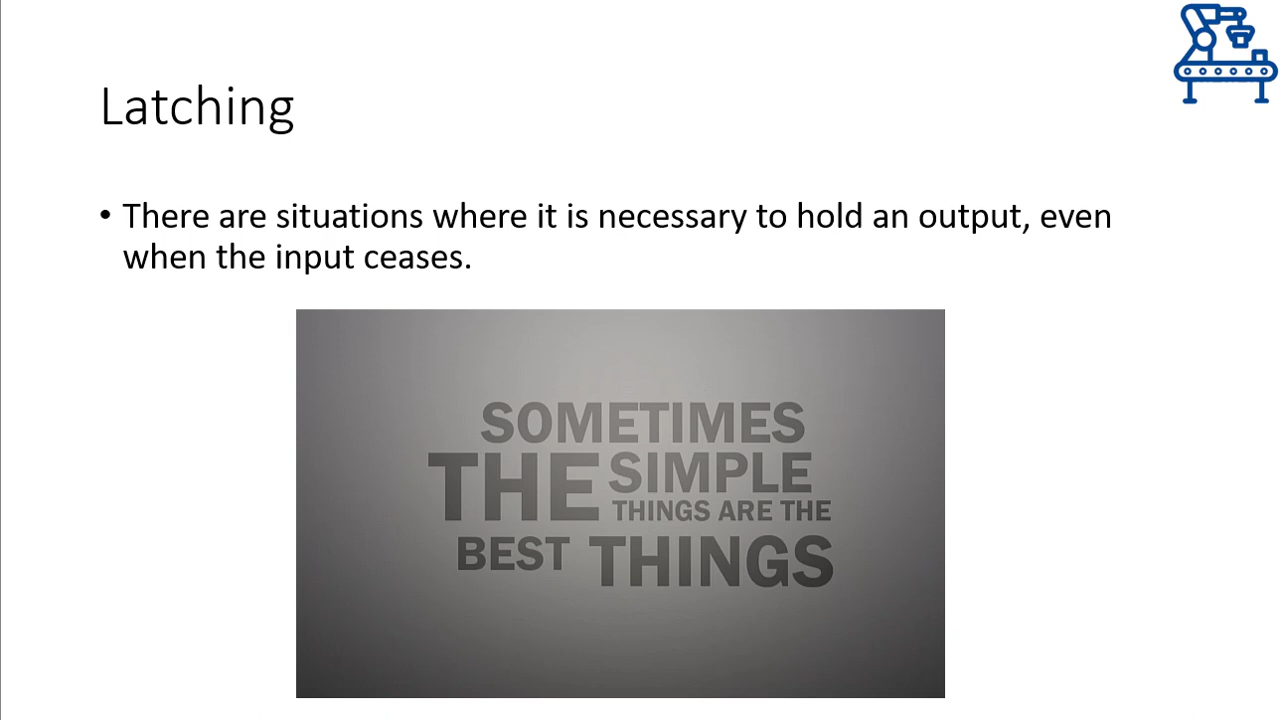 Latching
• There are situations where it is necessary to hold an output, even
when the input ceases.
SOMETIMES
THE SIMPLE
THINGS ARE THE
BEST THINGS